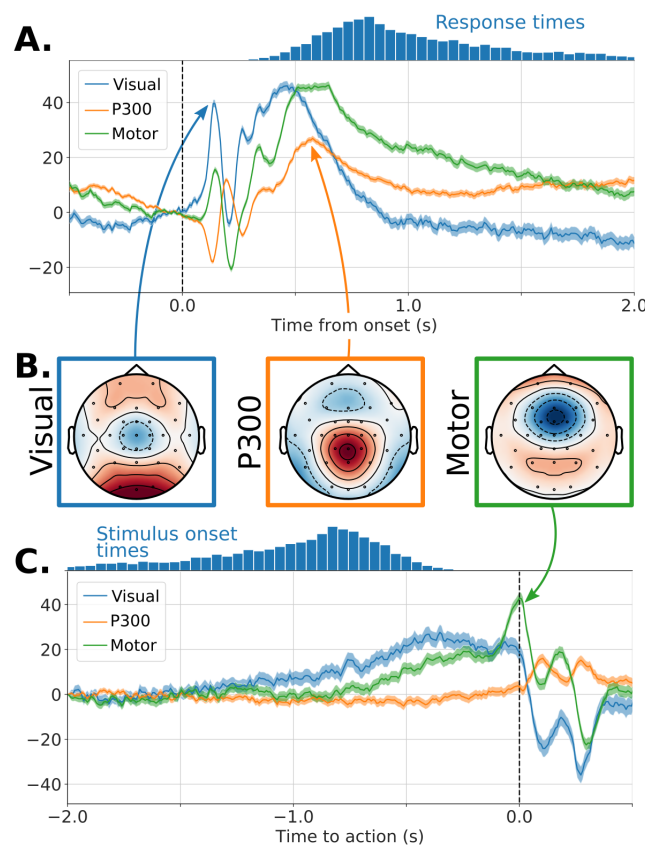 A.
Response times
Visual
P300
Motor
40
20
0
−20
0.0
0.5
1.0
2.0
Time from onset (s)
B.
Visual
P300
Motor
C.
Stimulus onset
times
Visual
P300
Motor
40
20
0
−20
−40
−2.0
−1.0
0.0
Time to action (s)